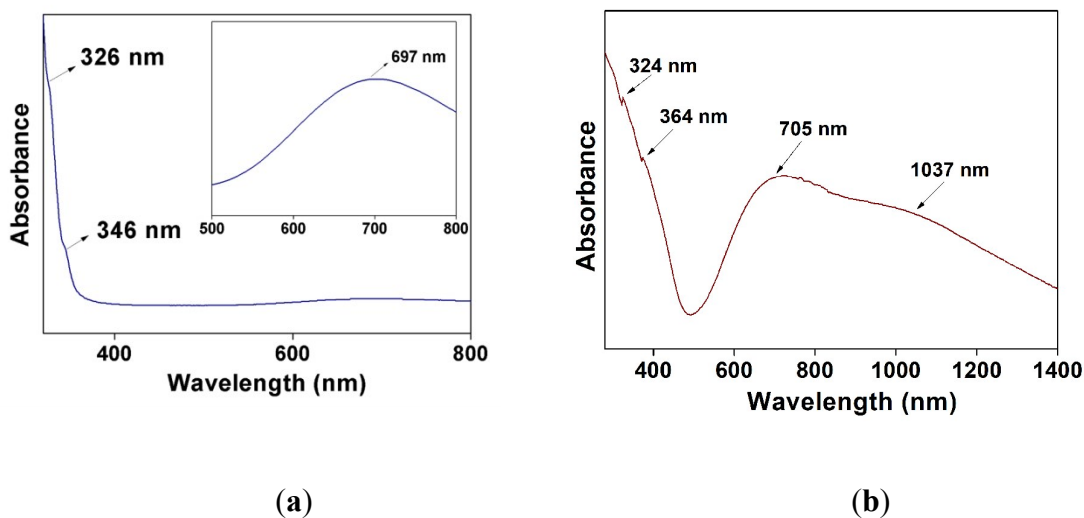 326 nm
346 nm
697 nm
500 600 700 800
Absorbance
400 600 800
Wavelength (nm)
(a)
324 nm
364 nm
705 nm
1037 nm
Absorbance
400 600 800 1000 1200 1400
Wavelength (nm)
(b)